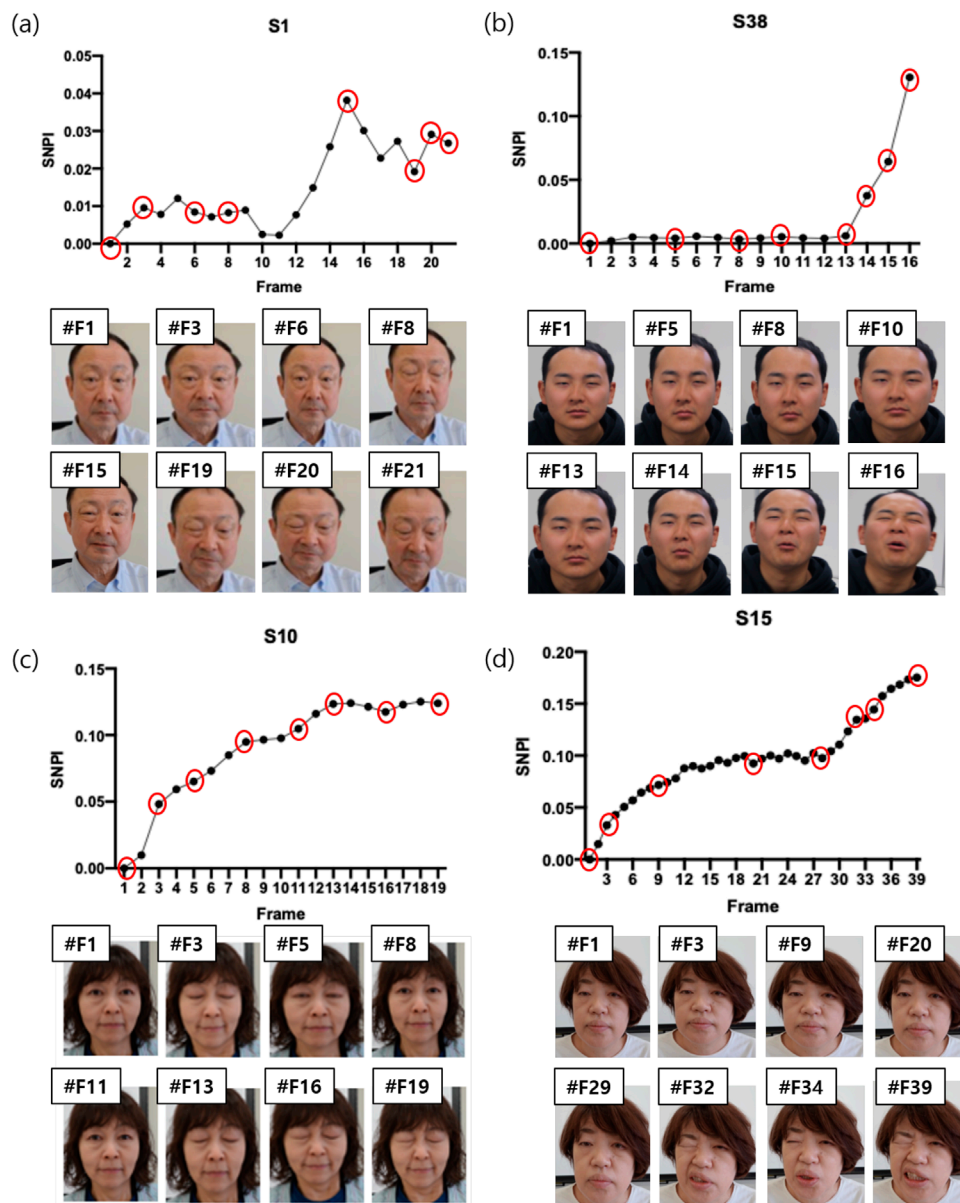 (a)
S1
SNPI
0.05
0.04
0.03
0.02
0.01
0.00
2 4 6 8 10 12 14 16 18 20
Frame
#F1 #F3 #F6 #F8
#F15 #F19 #F20 #F21
(b)
S38
SNPI
0.15
0.10
0.05
0.00
1 2 3 4 5 6 7 8 9 10 11 12 13 14 15 16
Frame
#F1 #F5 #F8 #F10
#F13 #F14 #F15 #F16
(c)
S10
SNPI
0.15
0.10
0.05
0.00
1 2 3 4 5 6 7 8 9 10 11 12 13 14 15 16 17 18 19
Frame
#F1 #F3 #F5 #F8
#F11 #F13 #F16 #F19
(d)
S15
SNPI
0.20
0.15
0.10
0.05
0.00
3 6 9 12 15 18 21 24 27 30 33 36 39
Frame
#F1 #F3 #F9 #F20
#F29 #F32 #F34 #F39